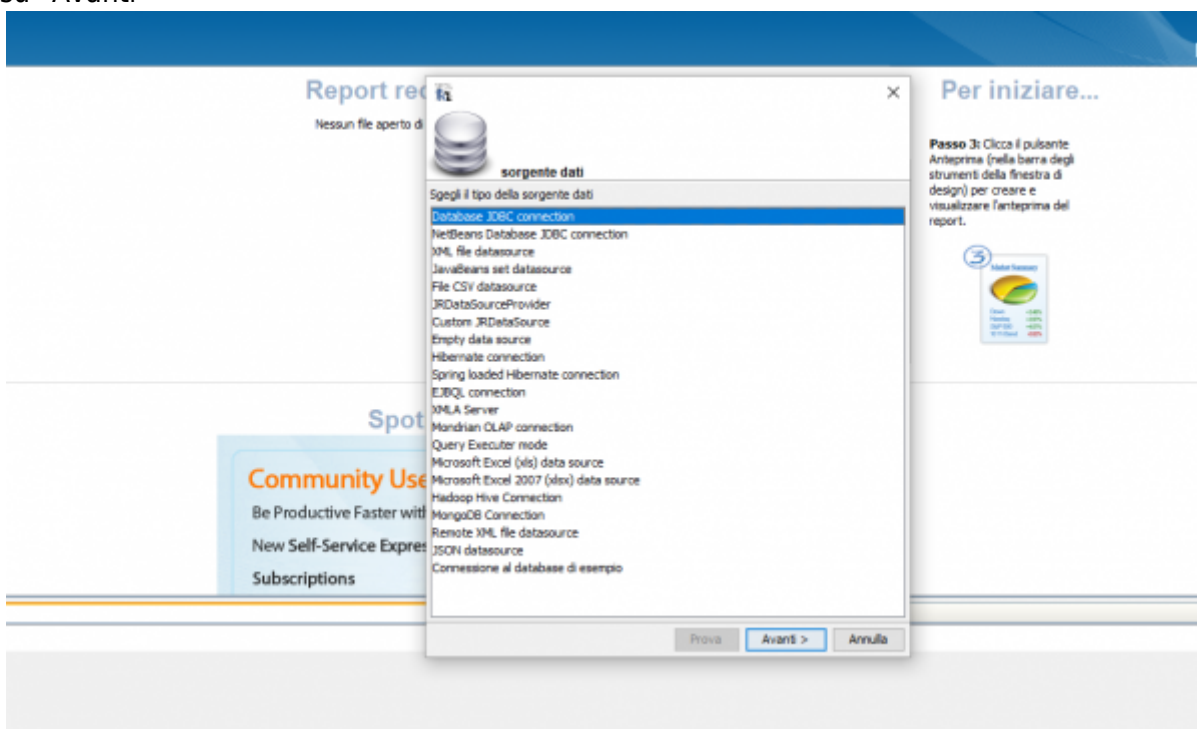 su "Avanti"
Report rec
Nessun file aperto di
sorgente dati
Sgegli il tipo della sorgente dati
Database JDBC connection
NetBeans Database JDBC connection
XML file datasource
JavaBeans set datasource
File CSV datasource
JRDataSourceProvider
Custom JRDataSource
Empty data source
Hibernate connection
Spring loaded Hibernate connection
EJBQL connection
XMLA Server
Mondrian OLAP connection
Query Executer mode
Microsoft Excel (xls) data source
Microsoft Excel 2007 (xlsx) data source
Hadoop Hive Connection
MongoDB Connection
Remote XML file datasource
JSON datasource
Connessione al database di esempio
Prova
Avanti >
Annulla
Per iniziare...
Passo 3: Clicca il pulsante
Anteprima (nella barra degli
strumenti della finestra di
design) per creare e
visualizzare l'anteprima del
report.
3
Spot
Community Use
Be Productive Faster with
New Self-Service Expres
Subscriptions